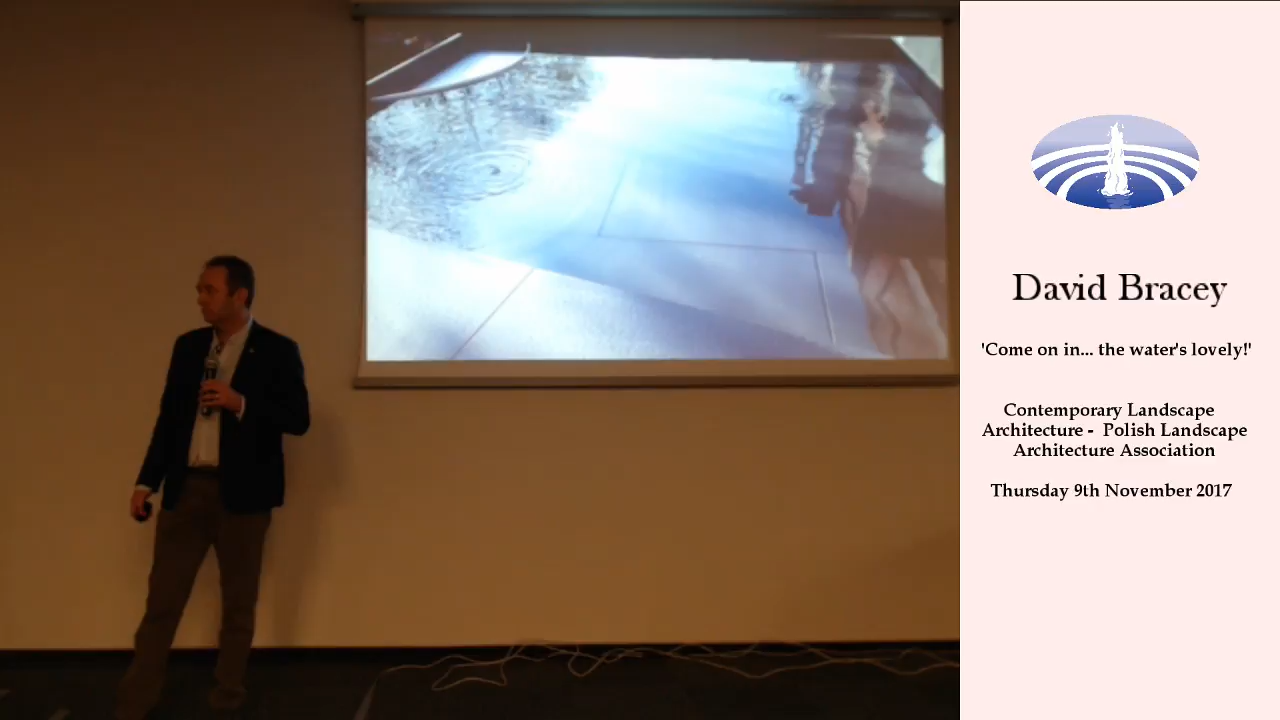 David Bracey
'Come on in... the water's lovely!'
Contemporary Landscape
Architecture - Polish Landscape
Architecture Association
Thursday 9th November 2017